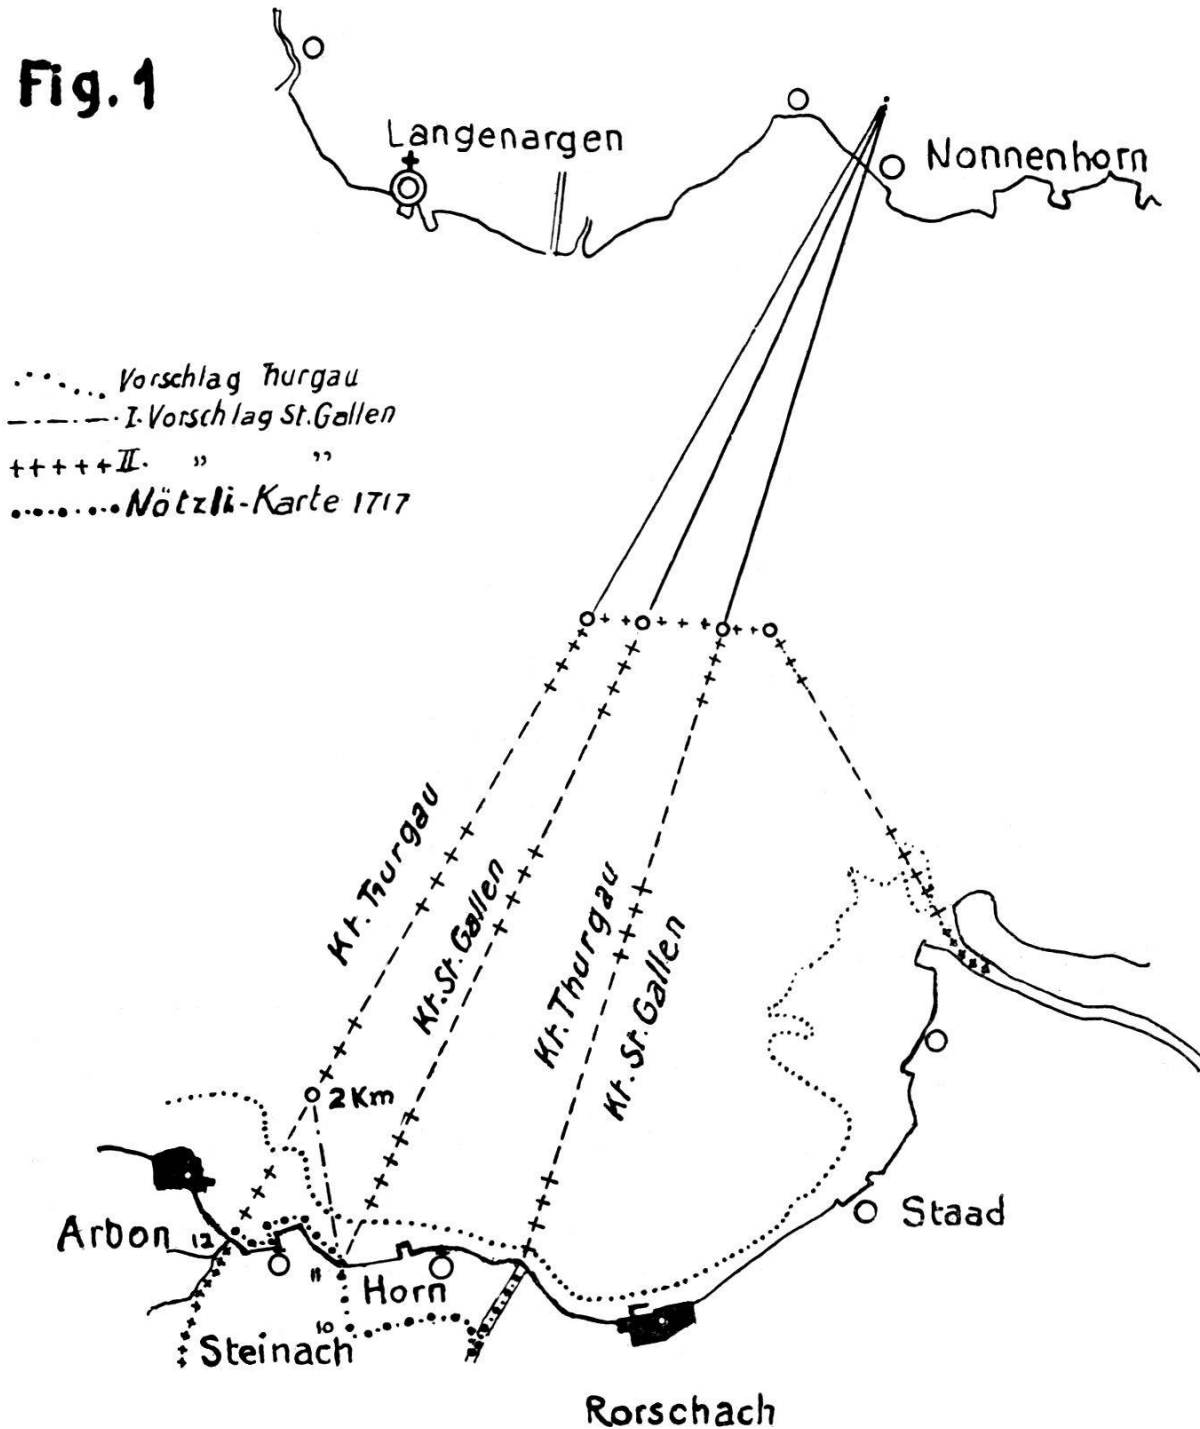 Fig. 1
Langenargen
Nonnenhorn
Vorschlag Thurgau
I. Vorschlag St. Gallen
II. " "
Nötzli-Karte 1717
Kt. Thurgau
Kt. St. Gallen
Kt. Thurgau
Kt. St. Gallen
2 Km
Arbon
12
Staad
11
Horn
10
Steinach
Rorschach